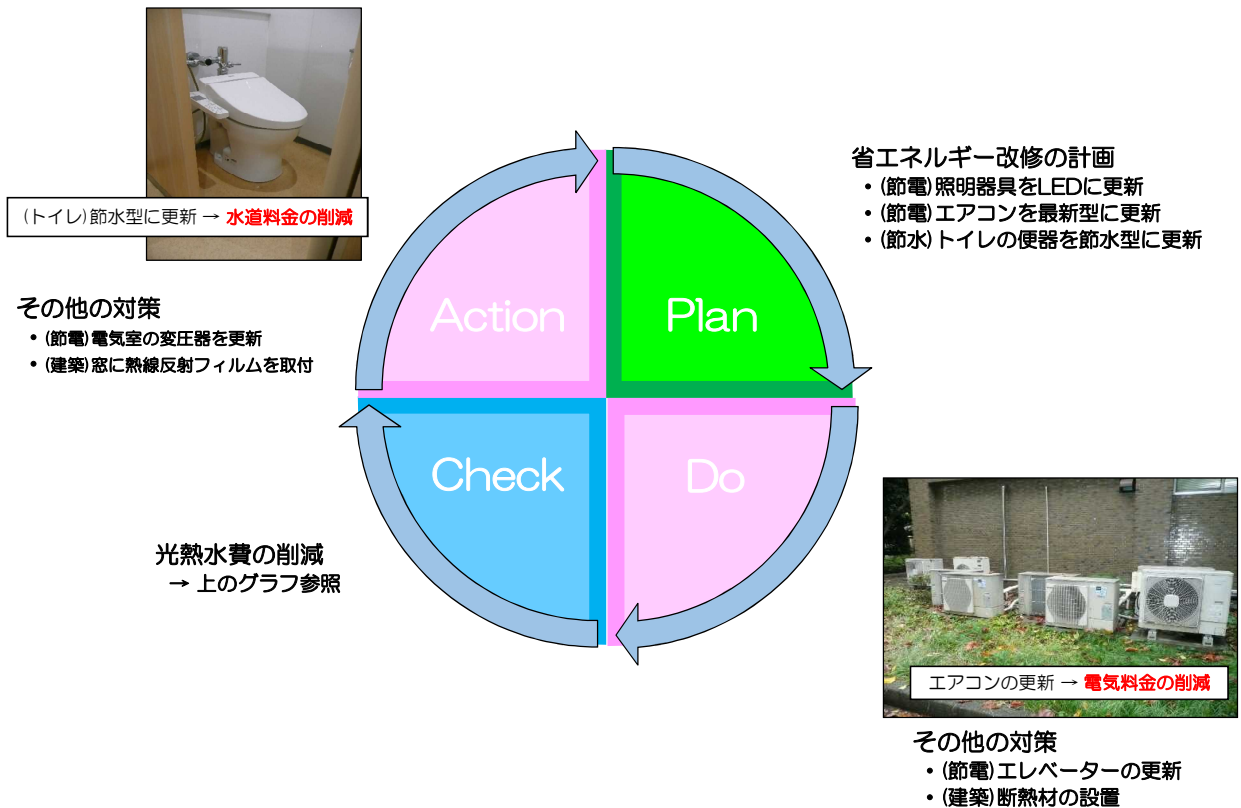 (トイレ)節水型に更新 → 水道料金の削減
その他の対策
・(節電)電気室の変圧器を更新
・(建築)窓に熱線反射フィルムを取付
Action
Plan
省エネルギー改修の計画
・(節電)照明器具をLEDに更新
・(節電)エアコンを最新型に更新
・(節水)トイレの便器を節水型に更新
Check
Do
光熱水費の削減
→ 上のグラフ参照
エアコンの更新 → 電気料金の削減
その他の対策
・(節電)エレベーターの更新
・(建築)断熱材の設置